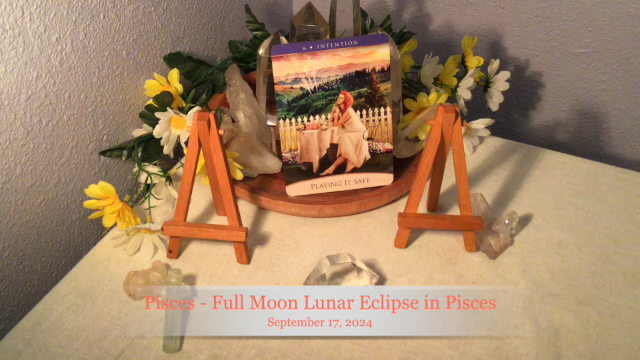 6 • INTENTION
PLAYING IT SAFE
Pisces - Full Moon Lunar Eclipse in Pisces
September 17, 2024